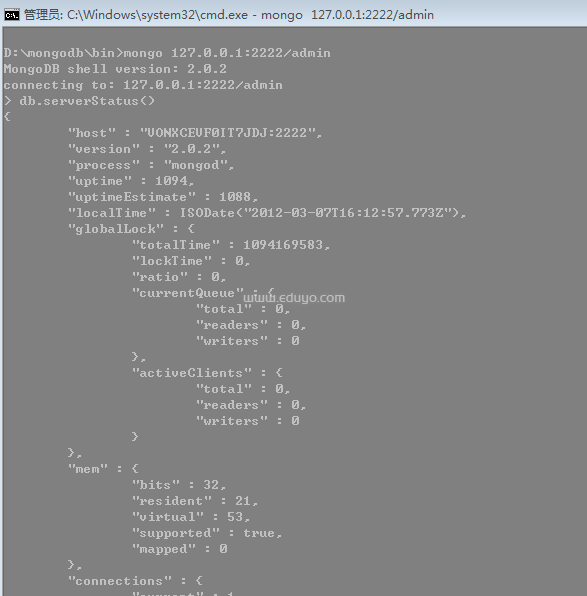 管理员: C:\Windows\system32\cmd.exe - mongo 127.0.0.1:2222/admin
D:\mongodb\bin>mongo 127.0.0.1:2222/admin
MongoDB shell version: 2.0.2
connecting to: 127.0.0.1:2222/admin
> db.serverStatus()
{
"host" : "VONXCEVF0IT7JDJ:2222",
"version" : "2.0.2",
"process" : "mongod",
"uptime" : 1094,
"uptimeEstimate" : 1088,
"localTime" : ISODate("2012-03-07T16:12:57.773Z"),
"globalLock" : {
"totalTime" : 1094169583,
"lockTime" : 0,
"ratio" : 0,
"currentQueue" : {
www.eduyo.com
"total" : 0,
"readers" : 0,
"writers" : 0
},
"activeClients" : {
"total" : 0,
"readers" : 0,
"writers" : 0
}
},
"mem" : {
"bits" : 32,
"resident" : 21,
"virtual" : 53,
"supported" : true,
"mapped" : 0
},
"connections" : {
"current" : 1